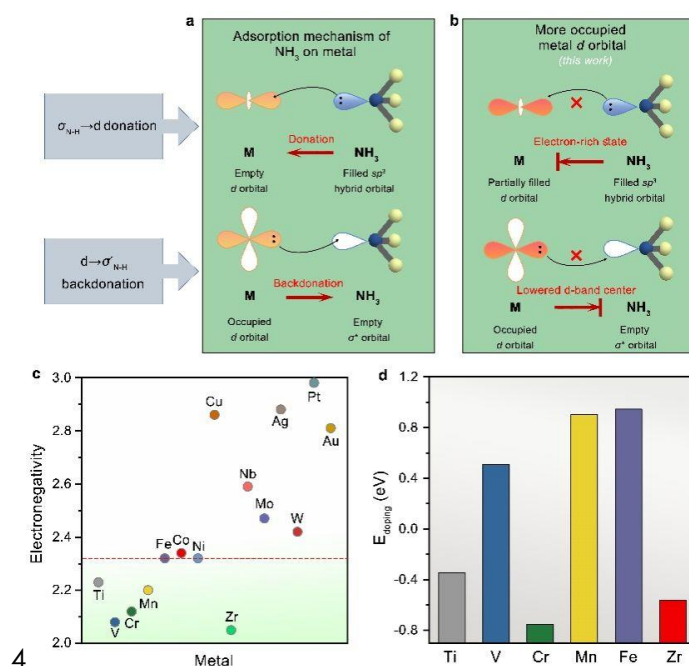 a
Adsorption mechanism of
NH₃ on metal
σN-H→d donation
Donation
M
NH₃
Empty
d orbital
Filled sp³
hybrid orbital
d→σ*N-H
backdonation
Backdonation
M
NH₃
Occupied
d orbital
Empty
σ* orbital
b
More occupied
metal d orbital
(this work)
Electron-rich state
M
NH₃
Partially filled
d orbital
Filled sp³
hybrid orbital
Lowered d-band center
M
NH₃
Occupied
d orbital
Empty
σ* orbital
c
Electronegativity
3.0
2.8
2.6
2.4
2.2
2.0
Ti
V
Cr
Mn
Fe
Co
Ni
Cu
Zr
Nb
Mo
Ag
W
Pt
Au
Metal
d
Edoping (eV)
1.2
0.8
0.4
0.0
-0.4
-0.8
Ti V Cr Mn Fe Zr
4